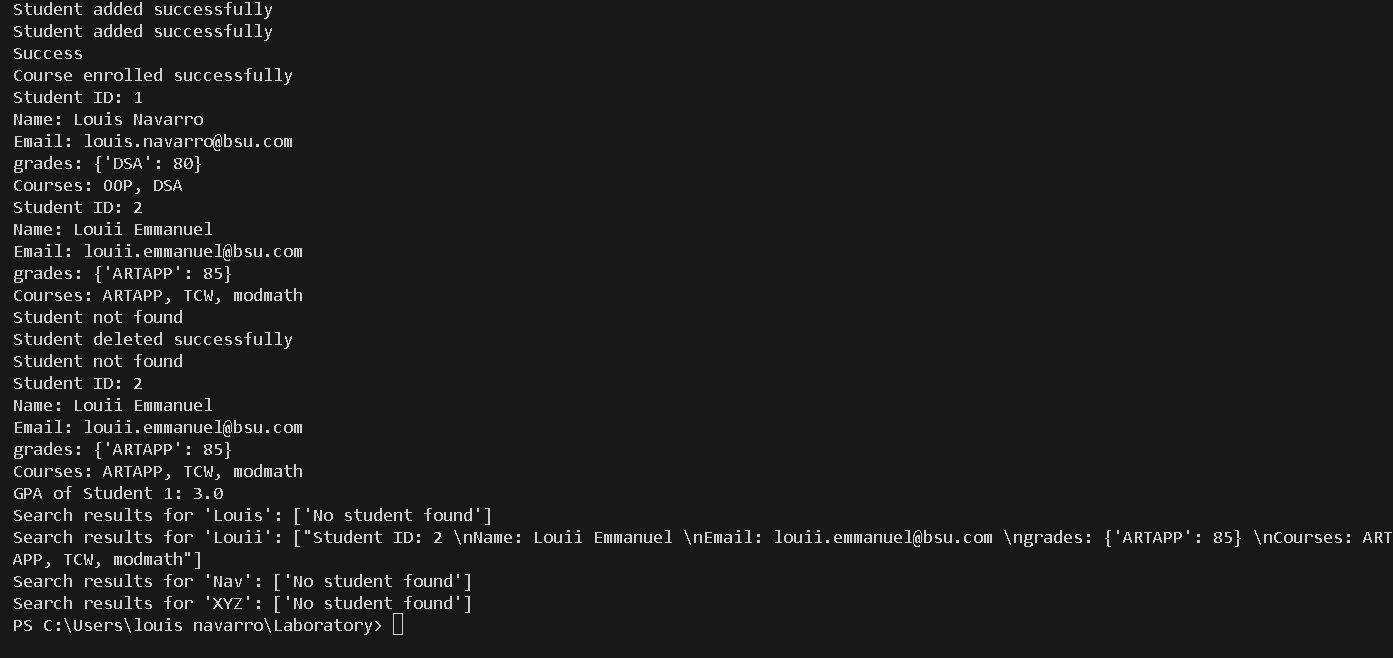 Student added successfully
Student added successfully
Success
Course enrolled successfully
Student ID: 1
Name: Louis Navarro
Email: louis.navarro@bsu.com
grades: {'DSA': 80}
Courses: OOP, DSA
Student ID: 2
Name: Louii Emmanuel
Email: louii.emmanuel@bsu.com
grades: {'ARTAPP': 85}
Courses: ARTAPP, TCW, modmath
Student not found
Student deleted successfully
Student not found
Student ID: 2
Name: Louii Emmanuel
Email: louii.emmanuel@bsu.com
grades: {'ARTAPP': 85}
Courses: ARTAPP, TCW, modmath
GPA of Student 1: 3.0
Search results for 'Louis': ['No student found']
Search results for 'Louii': ["Student ID: 2 \nName: Louii Emmanuel \nEmail: louii.emmanuel@bsu.com \ngrades: {'ARTAPP': 85} \nCourses: ART
APP, TCW, modmath"]
Search results for 'Nav': ['No student found']
Search results for 'XYZ': ['No student found']
PS C:\Users\louis navarro\Laboratory>